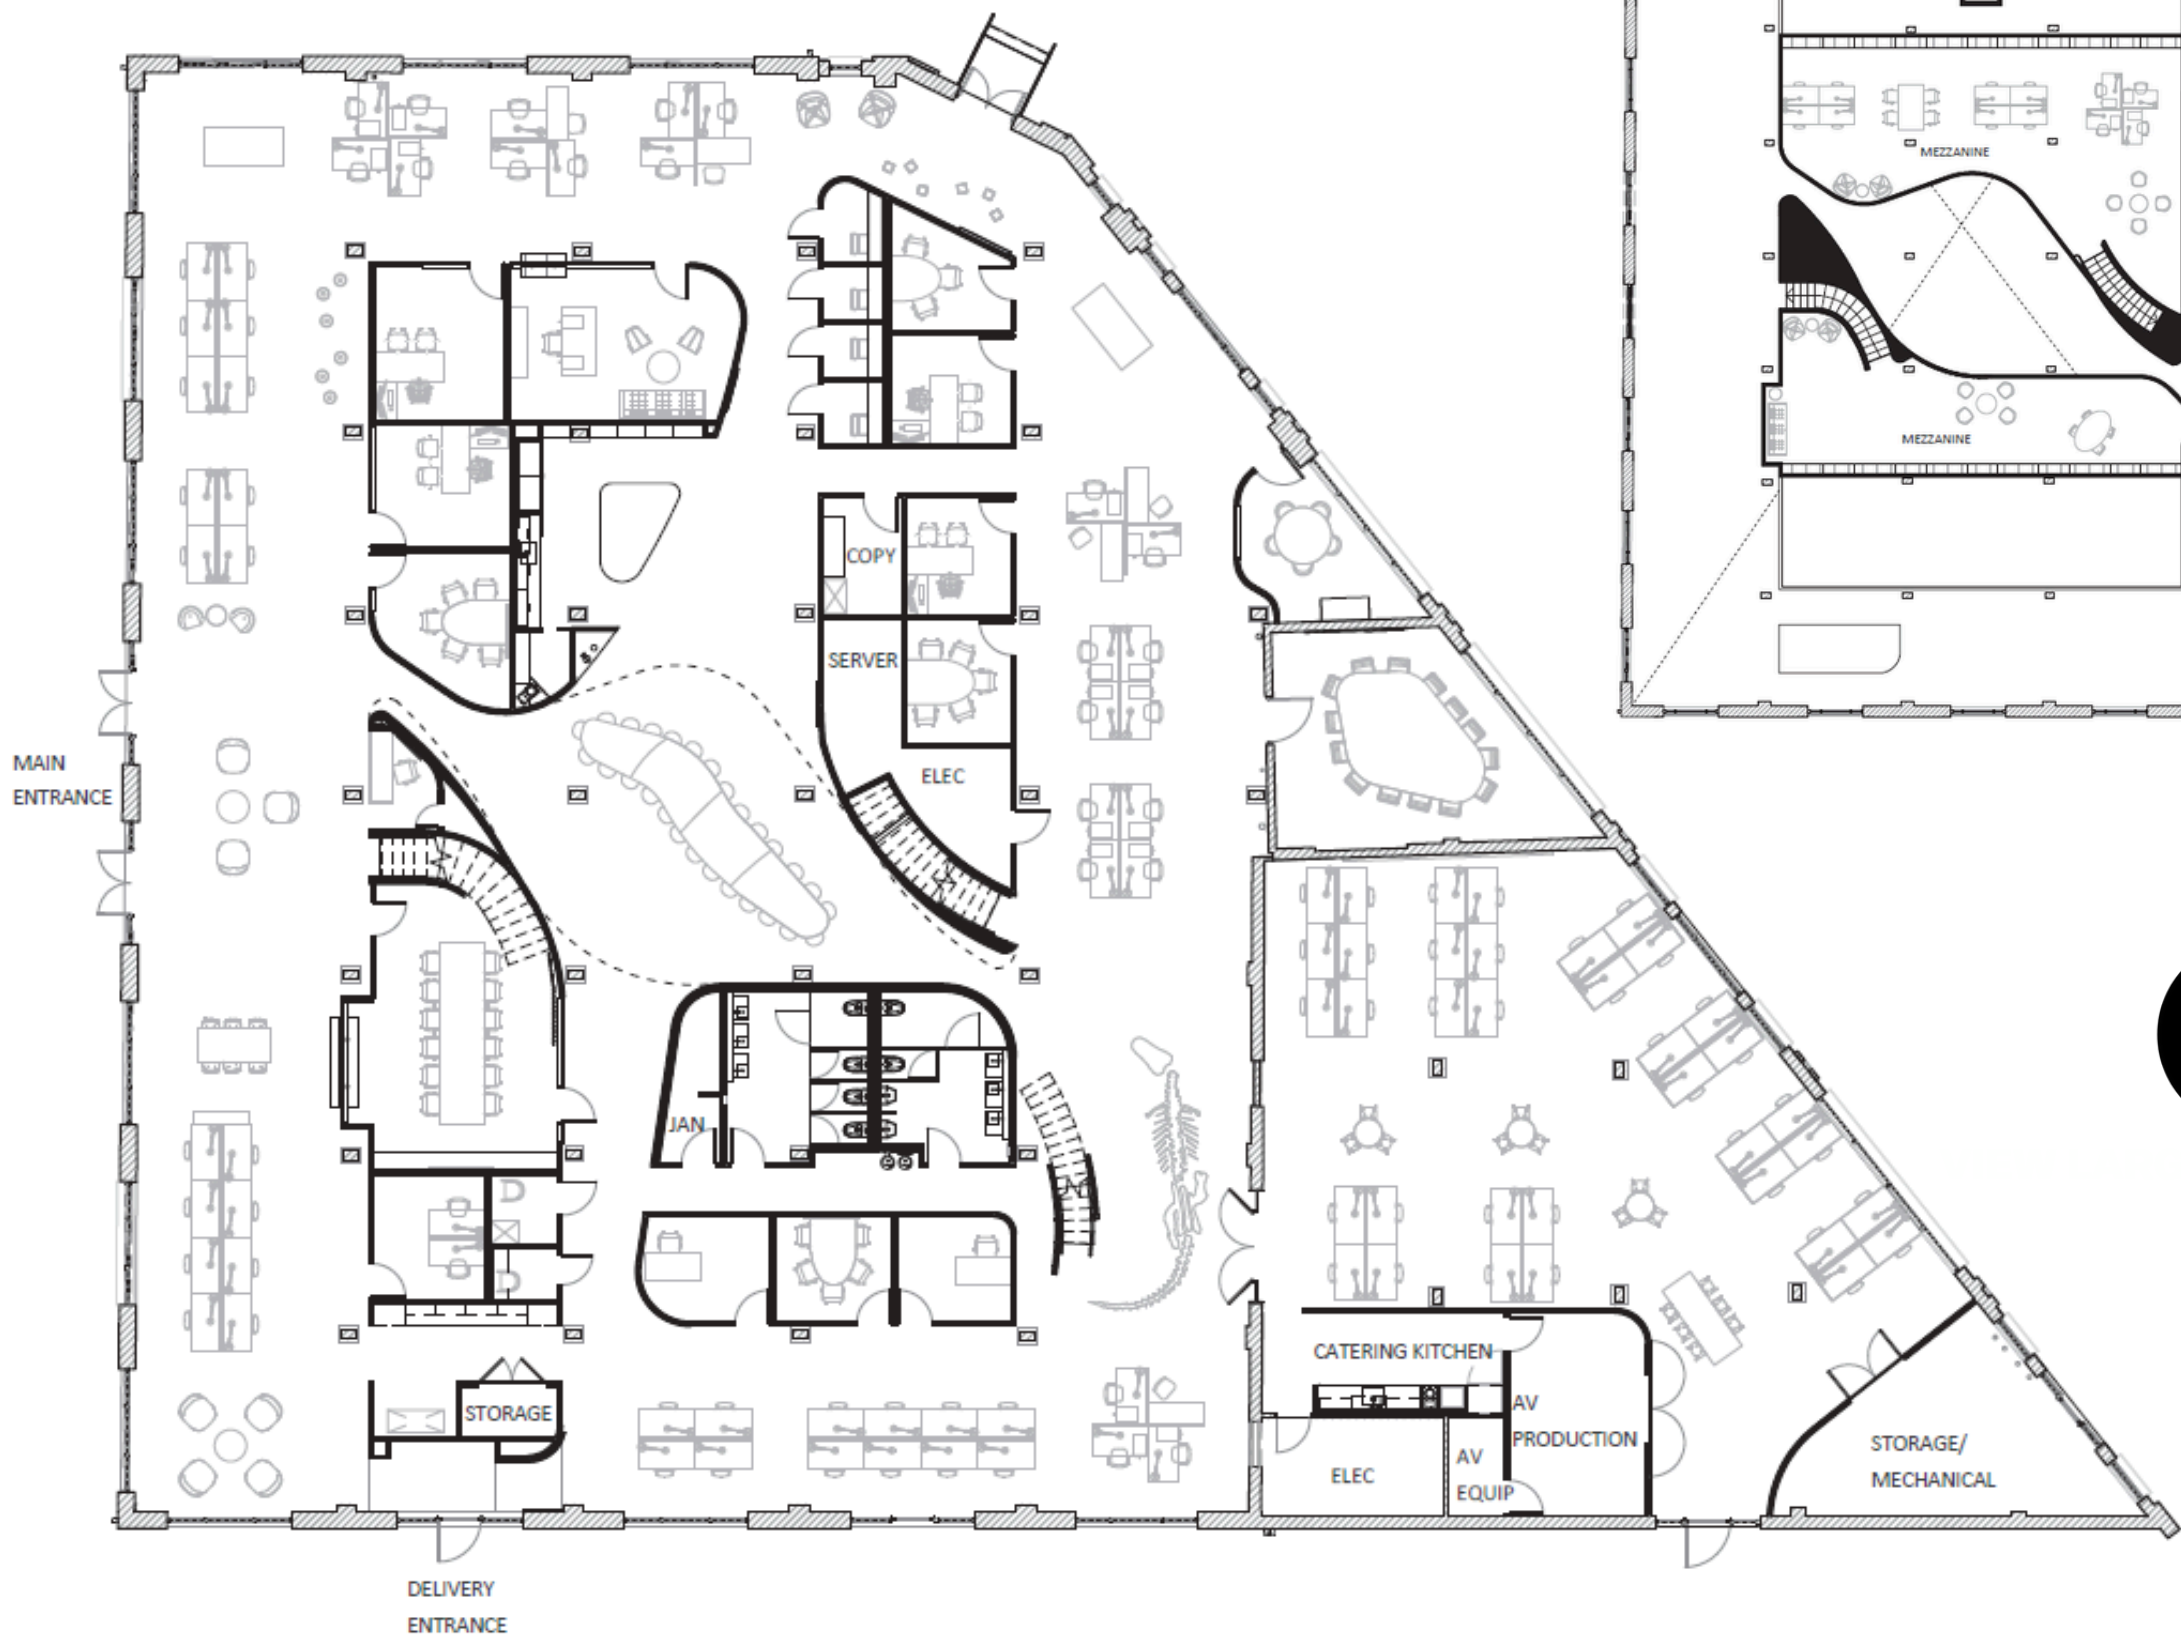 MEZZANINE
MEZZANINE
COPY
SERVER
MAIN
ENTRANCE
ELEC
JAN
CATERING KITCHEN
AV
PRODUCTION
STORAGE
AV
EQUIP
ELEC
STORAGE/
MECHANICAL
DELIVERY
ENTRANCE